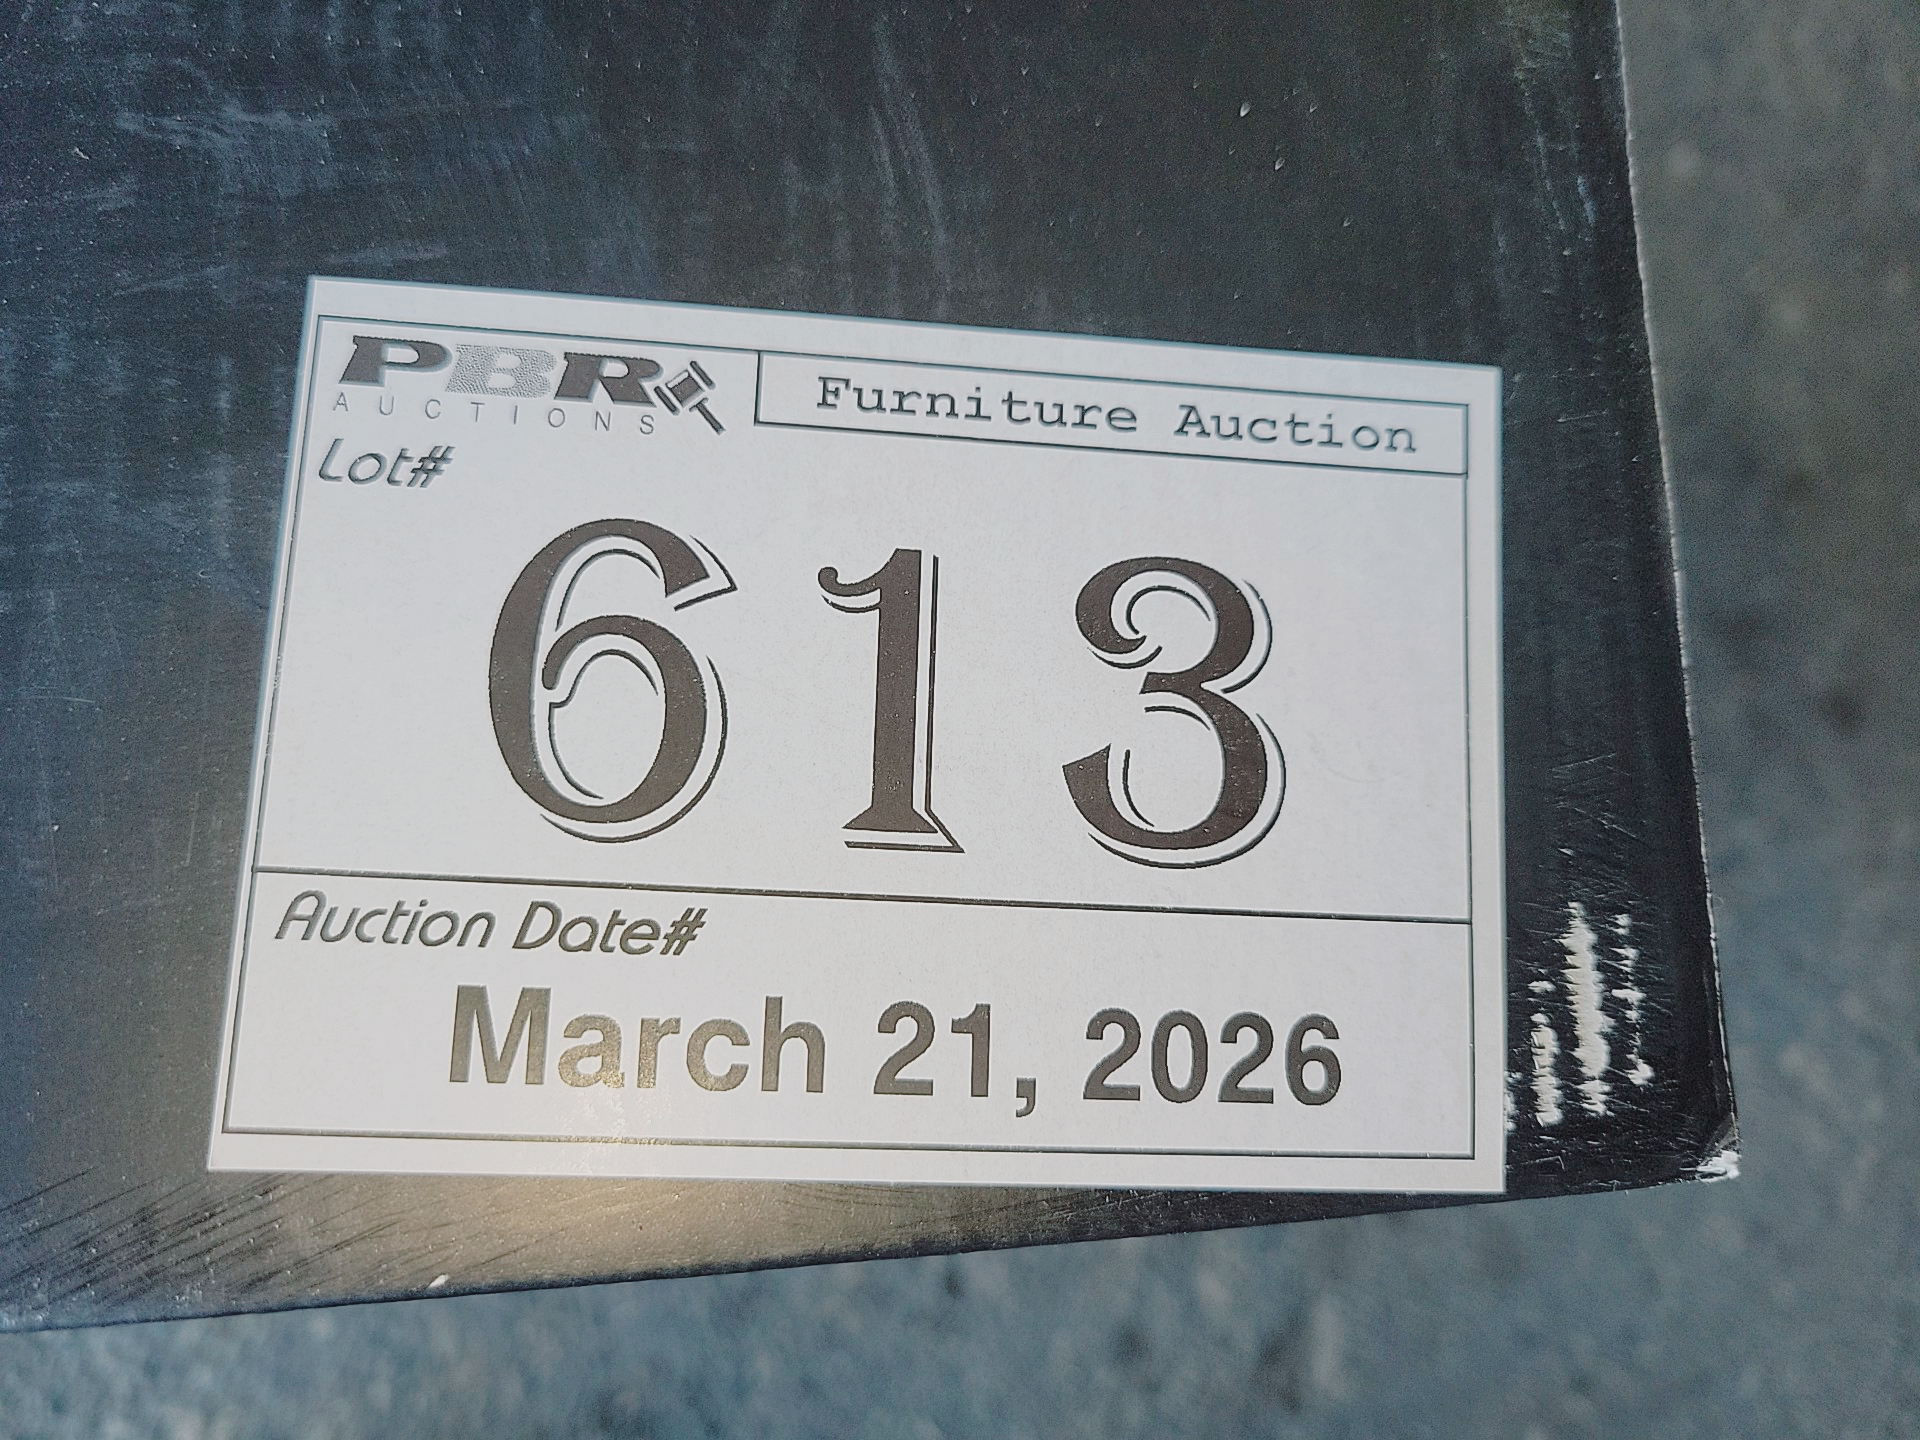 PBR
AUCTIONS
Furniture Auction
Lot#
613
Auction Date#
March 21, 2026